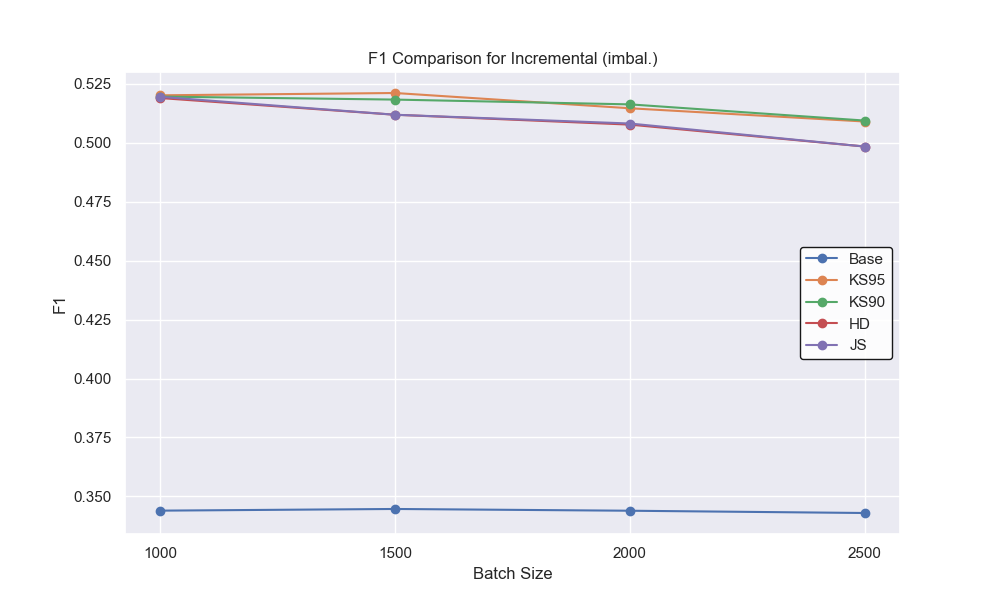 F1 Comparison for Incremental (imbal.)
0.525
0.500
0.475
0.450
0.425
0.400
0.375
0.350
F1
Base
KS95
KS90
HD
JS
1000 1500 2000 2500
Batch Size